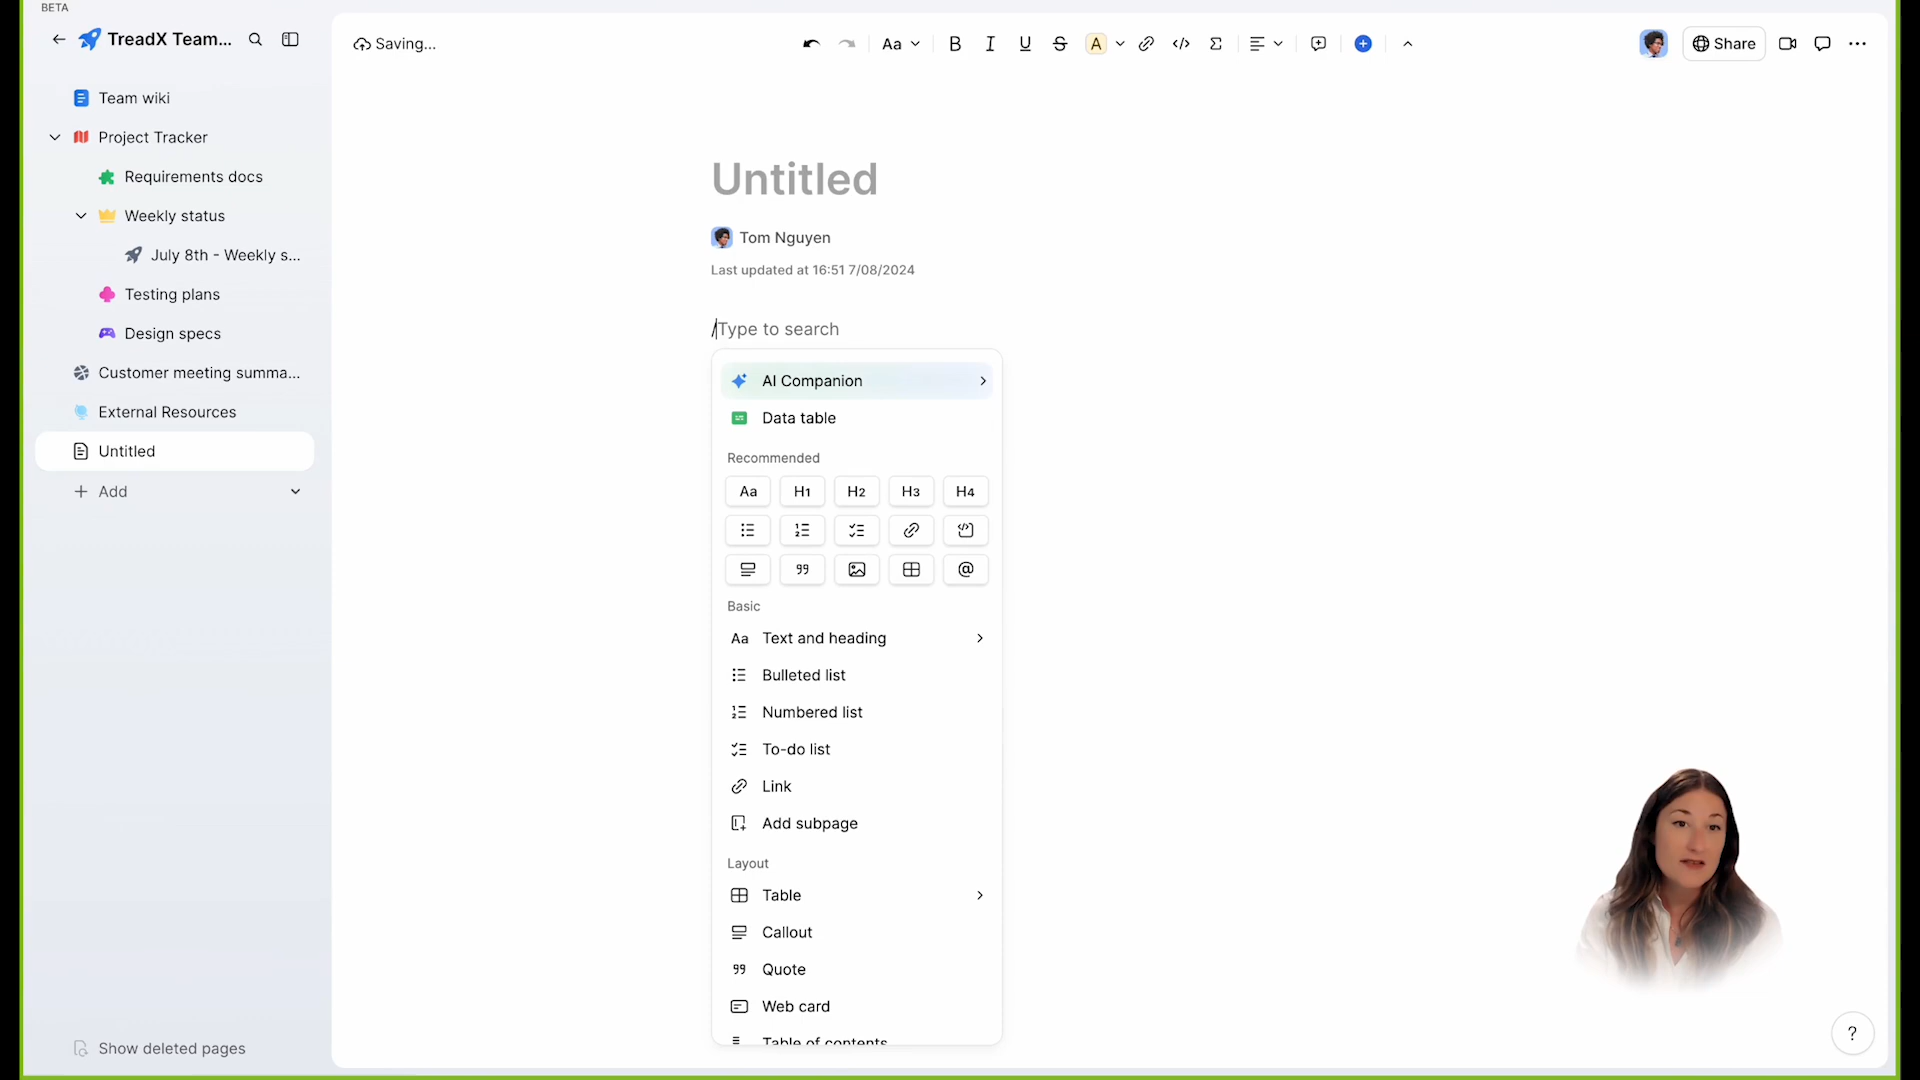 BETA
TreadX Team...
Saving...
Aa
B
I
U
S
A
Share
Team wiki
Project Tracker
Requirements docs
Weekly status
July 8th - Weekly s...
Testing plans
Design specs
Customer meeting summa...
External Resources
Untitled
Add
Show deleted pages
Untitled
Tom Nguyen
Last updated at 16:51 7/08/2024
/Type to search
AI Companion
Data table
Recommended
Aa H1 H2 H3 H4
@
Basic
Aa Text and heading
Bulleted list
Numbered list
To-do list
Link
Add subpage
Layout
Table
Callout
Quote
Web card
Table of contents
?